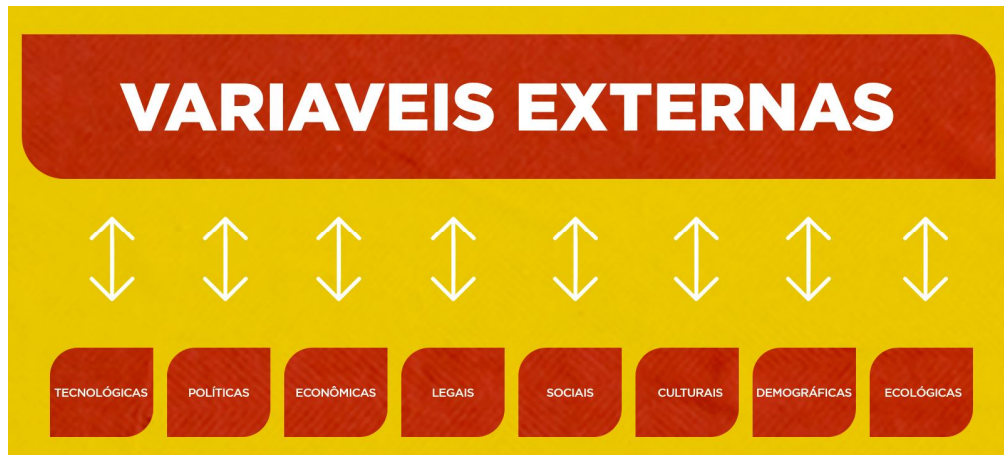 VARIAVEIS EXTERNAS
TECNOLÓGICAS
POLÍTICAS
ECONÔMICAS
LEGAIS
SOCIAIS
CULTURAIS
DEMOGRÁFICAS
ECOLÓGICAS